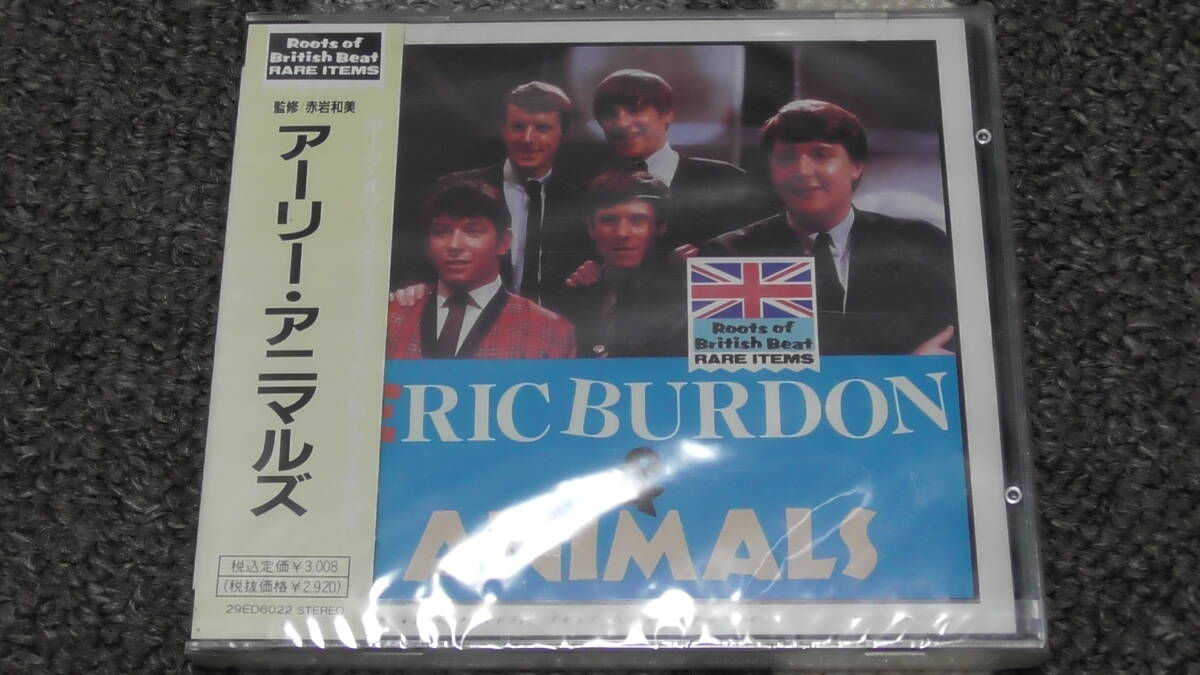 Roots of
British Beat
RARE ITEMS
監修 赤岩和美
アーリー・アニマルズ
税込定価¥3,008
(税抜価格¥2,920)
29ED6022 STEREO
Roots of
British Beat
RARE ITEMS
ERIC BURDON
&
ANIMALS